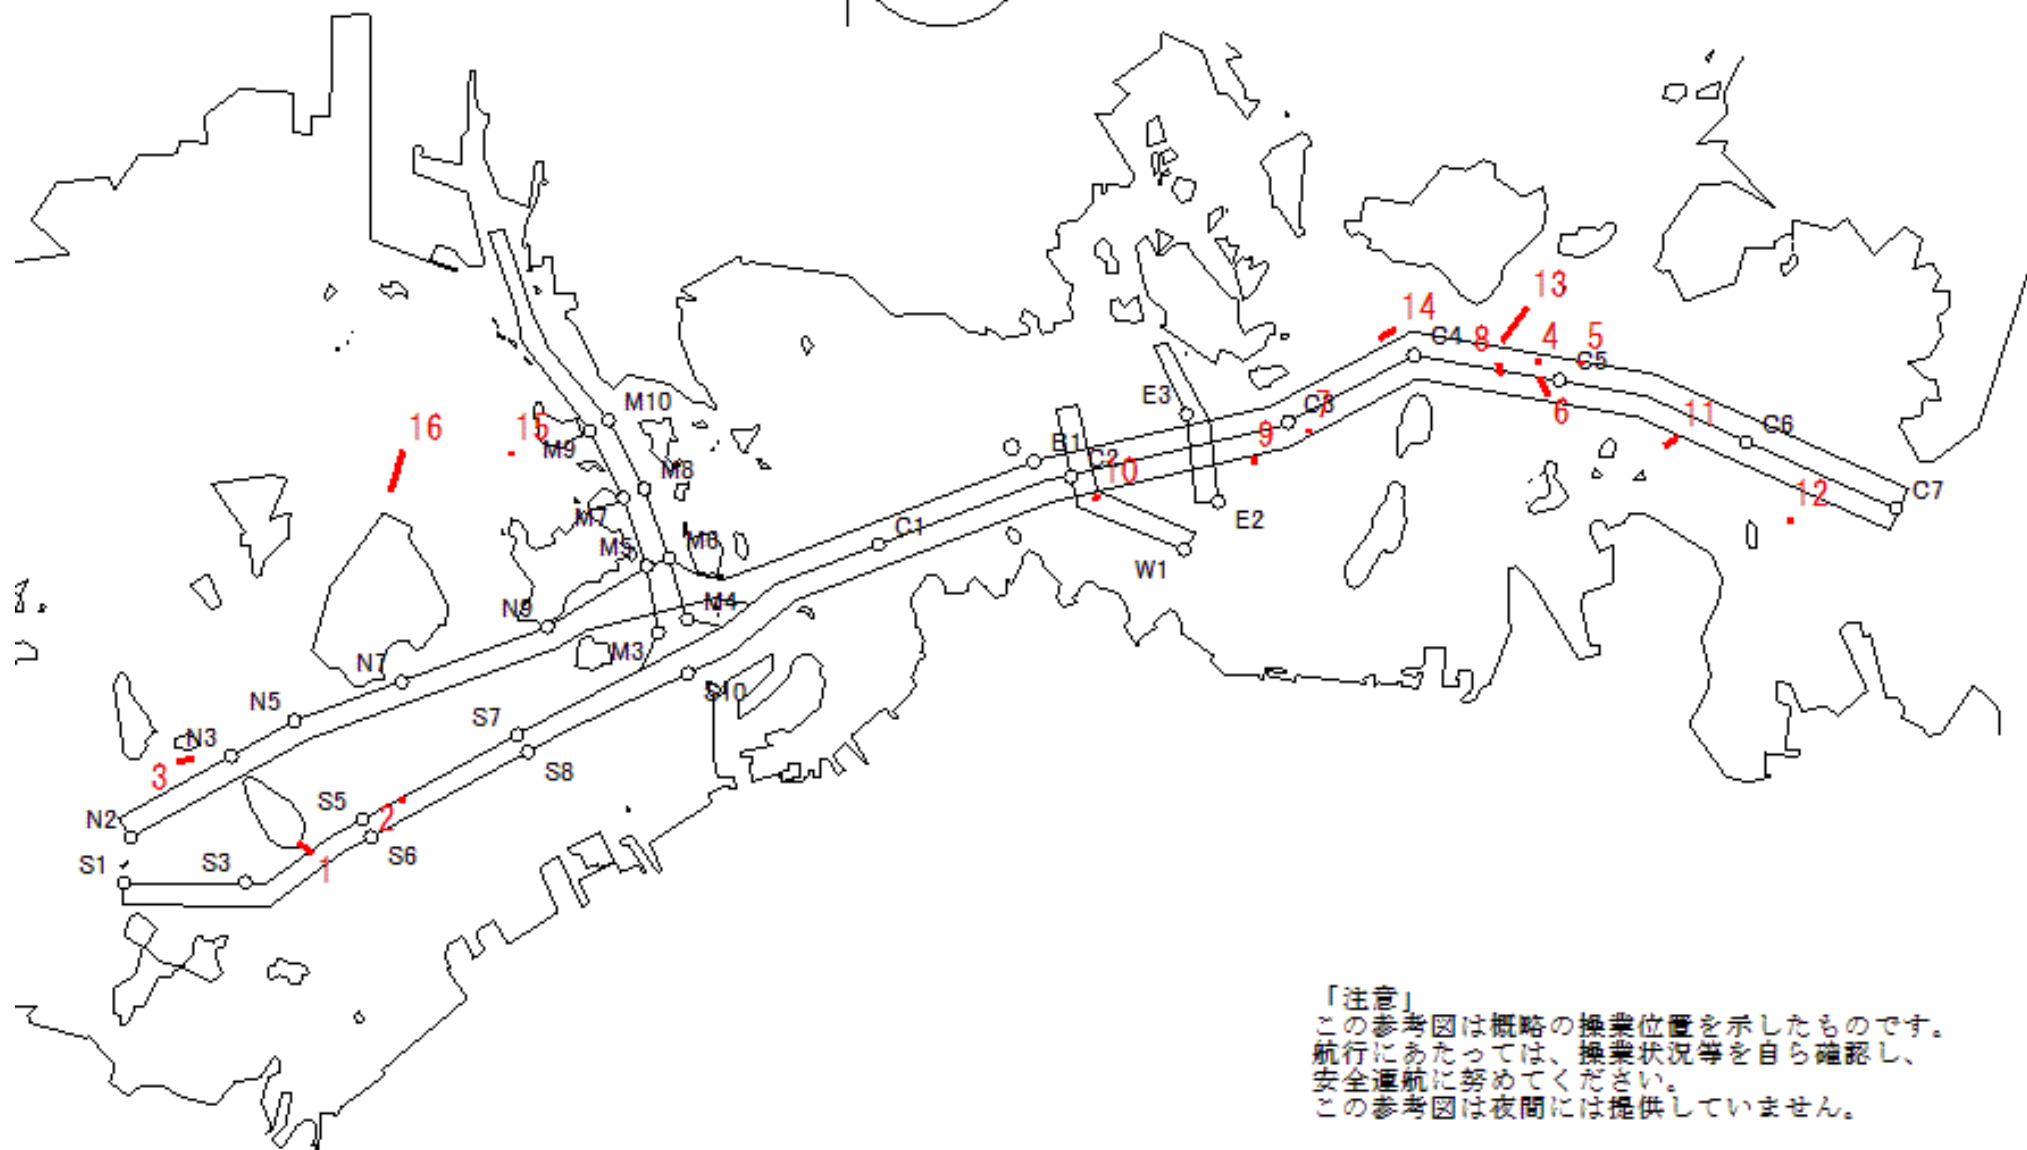 13
14
C4
8
4
5
C5
M10
E3
C3
7
6
11
C6
16
15
M9
B1
C2
9
10
M8
12
C7
M7
C1
E2
M5
M6
W1
N9
M4
M3
N7
S10
N5
S7
N3
3
S8
S5
2
N2
S6
S1
S3
1
「注意」
この参考図は概略の操業位置を示したものです。
航行にあたっては、操業状況等を自ら確認し、
安全運航に努めてください。
この参考図は夜間には提供していません。